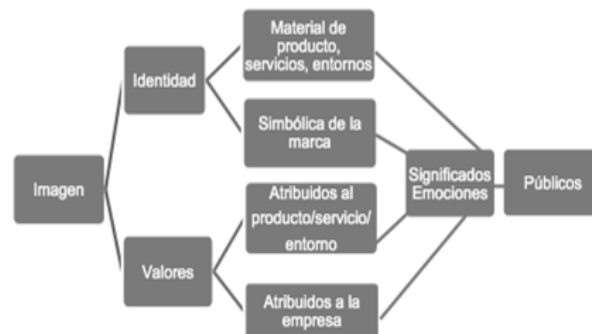 Material de
producto,
servicios, entornos
Identidad
Simbólica de la
marca
Imagen
Significados
Emociones
Públicos
Atribuidos al
producto/servicio/
entorno
Valores
Atribuidos a la
empresa